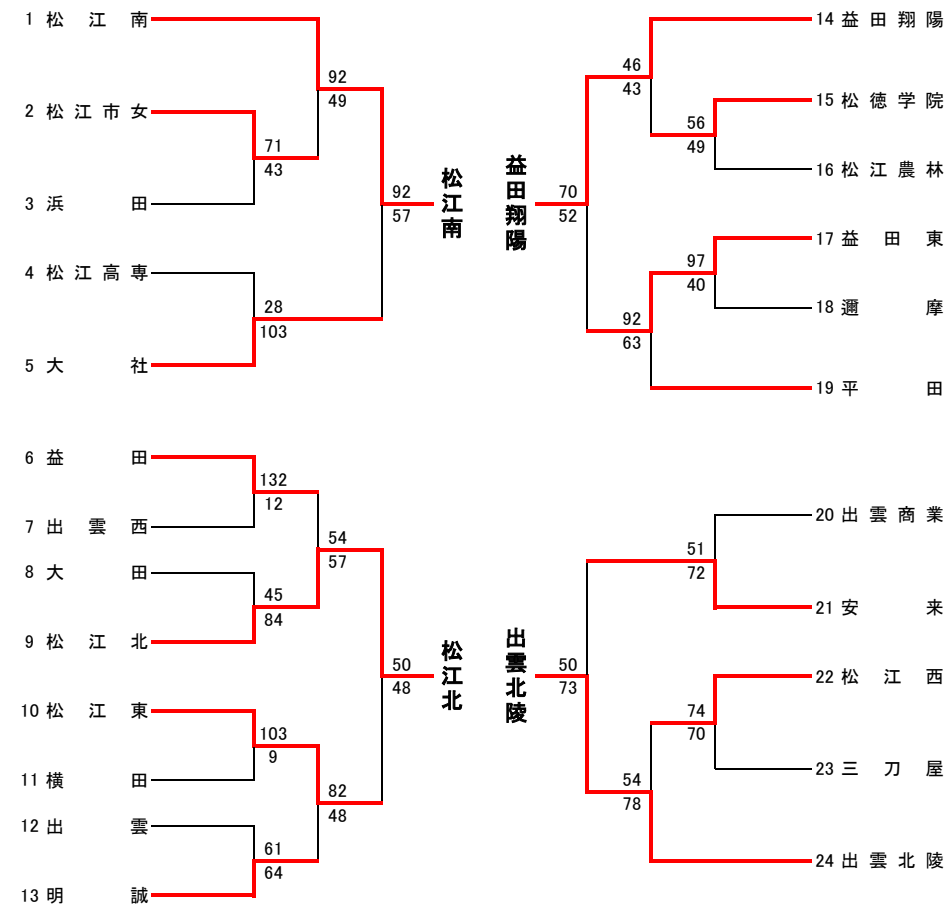 1 松江南
92
49
2 松江市女
71
43
3 浜田
92
57
松江南
4 松江高専
28
103
5 大社
6 益田
132
12
7 出雲西
54
57
8 大田
45
84
9 松江北
50
48
松江北
10 松江東
103
9
11 横田
82
48
12 出雲
61
64
13 明誠
14 益田翔陽
46
43
15 松徳学院
56
49
16 松江農林
益田翔陽
70
52
17 益田東
97
40
18 邇摩
92
63
19 平田
20 出雲商業
51
72
21 安来
出雲北陵
50
73
22 松江西
74
70
23 三刀屋
54
78
24 出雲北陵